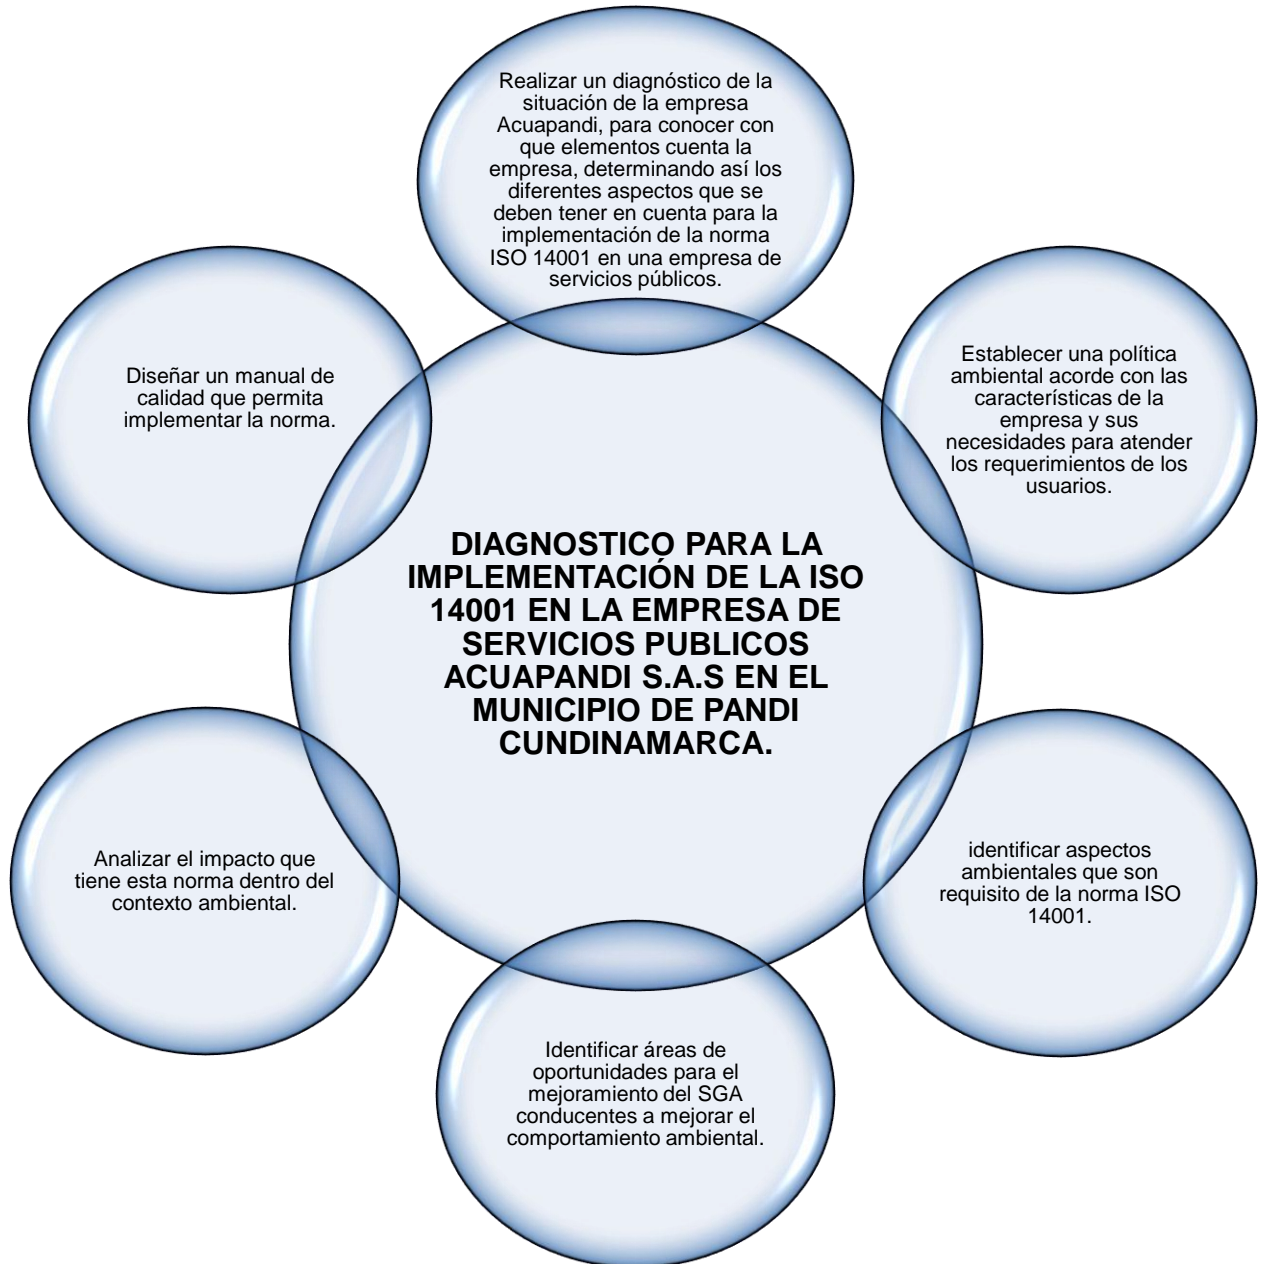 Realizar un diagnóstico de la
situación de la empresa
Acuapandi, para conocer con
que elementos cuenta la
empresa, determinando así los
diferentes aspectos que se
deben tener en cuenta para la
implementación de la norma
ISO 14001 en una empresa de
servicios públicos.
Establecer una política
ambiental acorde con las
características de la
empresa y sus
necesidades para atender
los requerimientos de los
usuarios.
identificar aspectos
ambientales que son
requisito de la norma ISO
14001.
Identificar áreas de
oportunidades para el
mejoramiento del SGA
conducentes a mejorar el
comportamiento ambiental.
Analizar el impacto que
tiene esta norma dentro del
contexto ambiental.
Diseñar un manual de
calidad que permita
implementar la norma.
DIAGNOSTICO PARA LA
IMPLEMENTACIÓN DE LA ISO
14001 EN LA EMPRESA DE
SERVICIOS PUBLICOS
ACUAPANDI S.A.S EN EL
MUNICIPIO DE PANDI
CUNDINAMARCA.